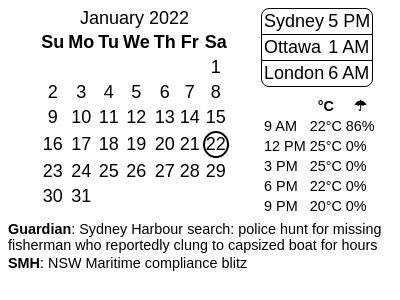 January 2022
Su Mo Tu We Th Fr Sa
1
2 3 4 5 6 7 8
9 10 11 12 13 14 15
16 17 18 19 20 21 22
23 24 25 26 27 28 29
30 31
Sydney 5 PM
Ottawa 1 AM
London 6 AM
°C ☂
9 AM 22°C 86%
12 PM 25°C 0%
3 PM 25°C 0%
6 PM 22°C 0%
9 PM 20°C 0%
Guardian: Sydney Harbour search: police hunt for missing
fisherman who reportedly clung to capsized boat for hours
SMH: NSW Maritime compliance blitz